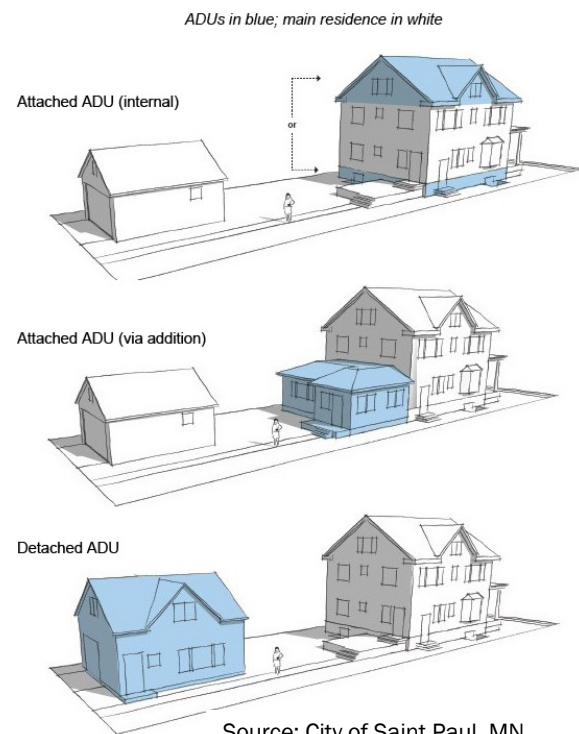 ADUs in blue; main residence in white
Attached ADU (internal)
or
Attached ADU (via addition)
Detached ADU
Source: City of Saint Paul, MN